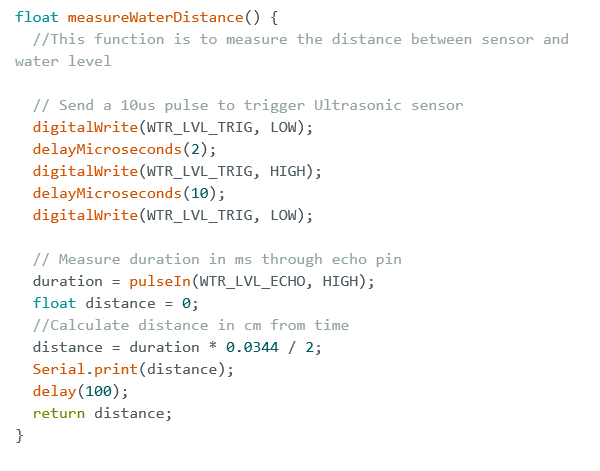 float measureWaterDistance() {
  //This function is to measure the distance between sensor and
water level

  // Send a 10us pulse to trigger Ultrasonic sensor
  digitalWrite(WTR_LVL_TRIG, LOW);
  delayMicroseconds(2);
  digitalWrite(WTR_LVL_TRIG, HIGH);
  delayMicroseconds(10);
  digitalWrite(WTR_LVL_TRIG, LOW);

  // Measure duration in ms through echo pin
  duration = pulseIn(WTR_LVL_ECHO, HIGH);
  float distance = 0;
  //Calculate distance in cm from time
  distance = duration * 0.0344 / 2;
  Serial.print(distance);
  delay(100);
  return distance;
}